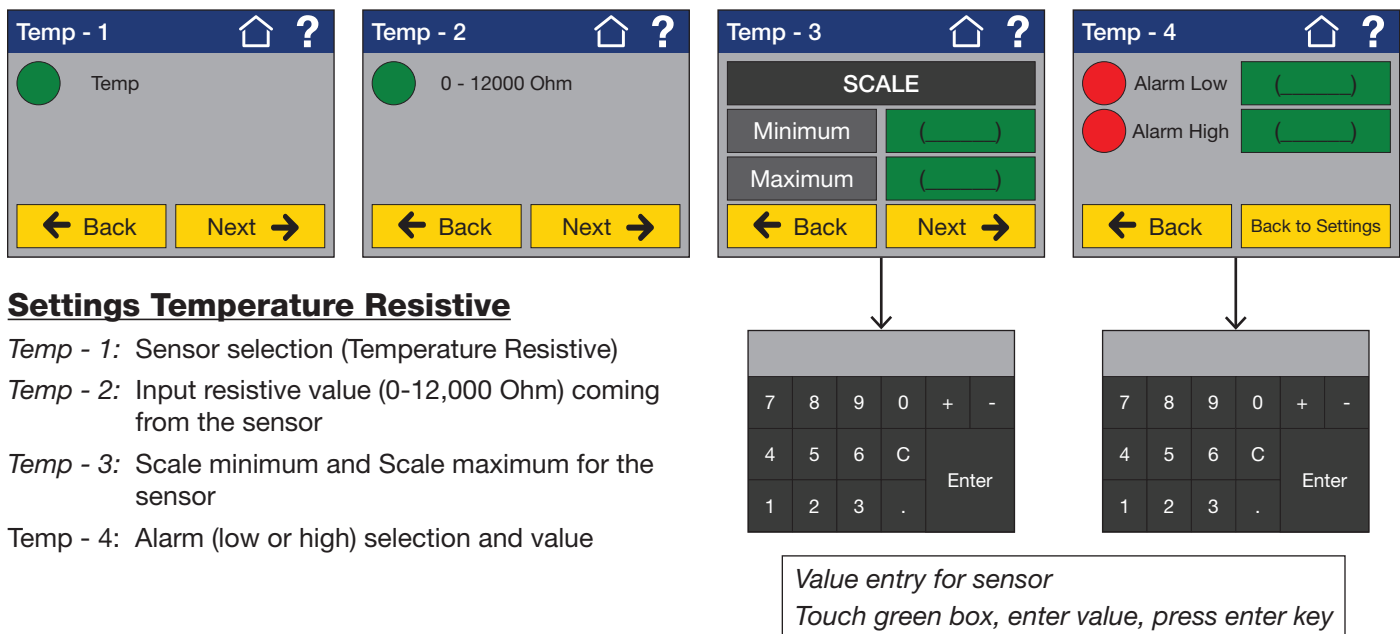 Temp - 1 ?
Temp
Back Next
Temp - 2 ?
0 - 12000 Ohm
Back Next
Temp - 3 ?
SCALE
Minimum (_____)
Maximum (_____)
Back Next
Temp - 4 ?
Alarm Low (_____)
Alarm High (_____)
Back Back to Settings
Settings Temperature Resistive
Temp - 1: Sensor selection (Temperature Resistive)
Temp - 2: Input resistive value (0-12,000 Ohm) coming
from the sensor
Temp - 3: Scale minimum and Scale maximum for the
sensor
Temp - 4: Alarm (low or high) selection and value
7 8 9 0 + -
4 5 6 C
Enter
1 2 3 .
7 8 9 0 + -
4 5 6 C
Enter
1 2 3 .
Value entry for sensor
Touch green box, enter value, press enter key